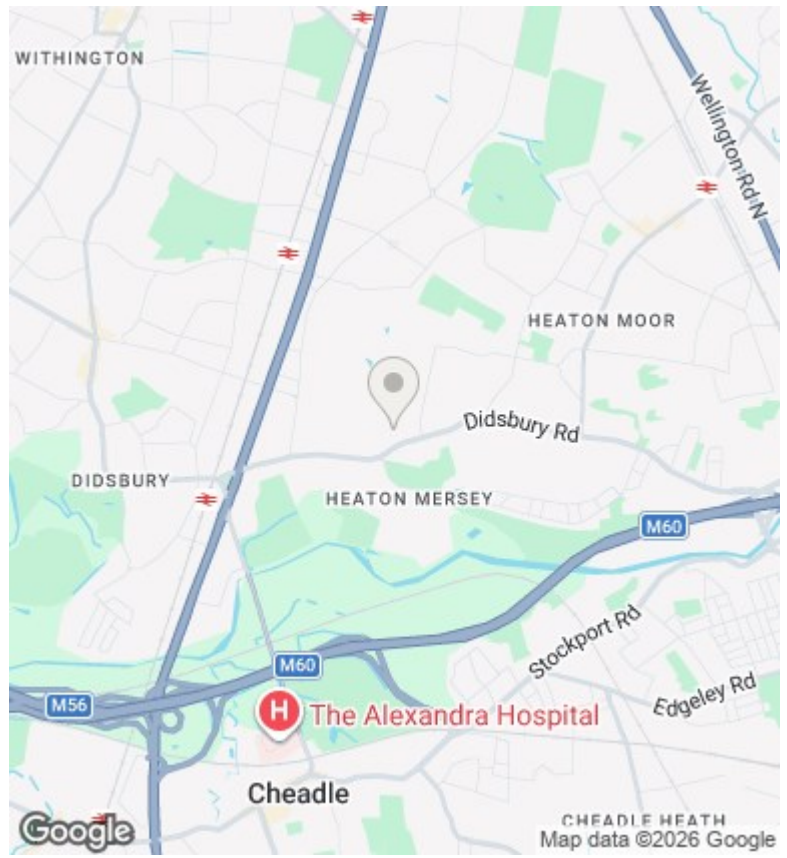 WITHINGTON
Wellington Rd N
HEATON MOOR
Didsbury Rd
DIDSBURY
HEATON MERSEY
M60
Stockport Rd
M60
M56
H
The Alexandra Hospital
Edgeley Rd
Cheadle
CHEADLE HEATH
Google
Map data ©2026 Google